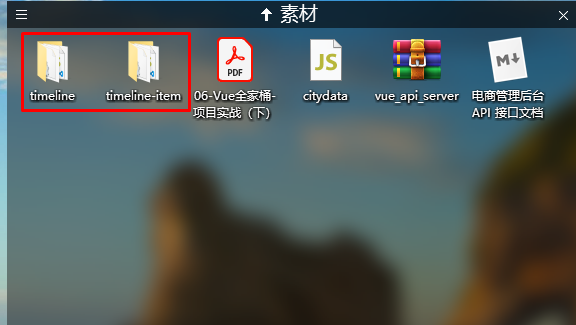 素材
timeline
timeline-item
PDF
06-Vue全家桶-
项目实战（下）
JS
citydata
vue_api_server
M
电商管理后台
API 接口文档